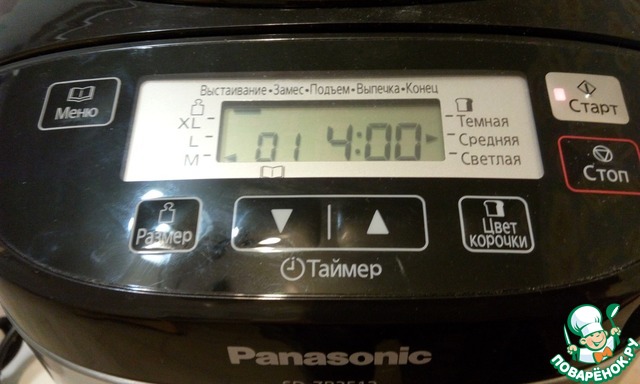 Выстаивание•Замес•Подъем•Выпечка•Конец
Меню
XL
L
M
01 4:00
Темная
Средняя
Светлая
Старт
Стоп
Размер
Таймер
Цвет
корочки
Panasonic
ПОВАРЁНОК.РУ